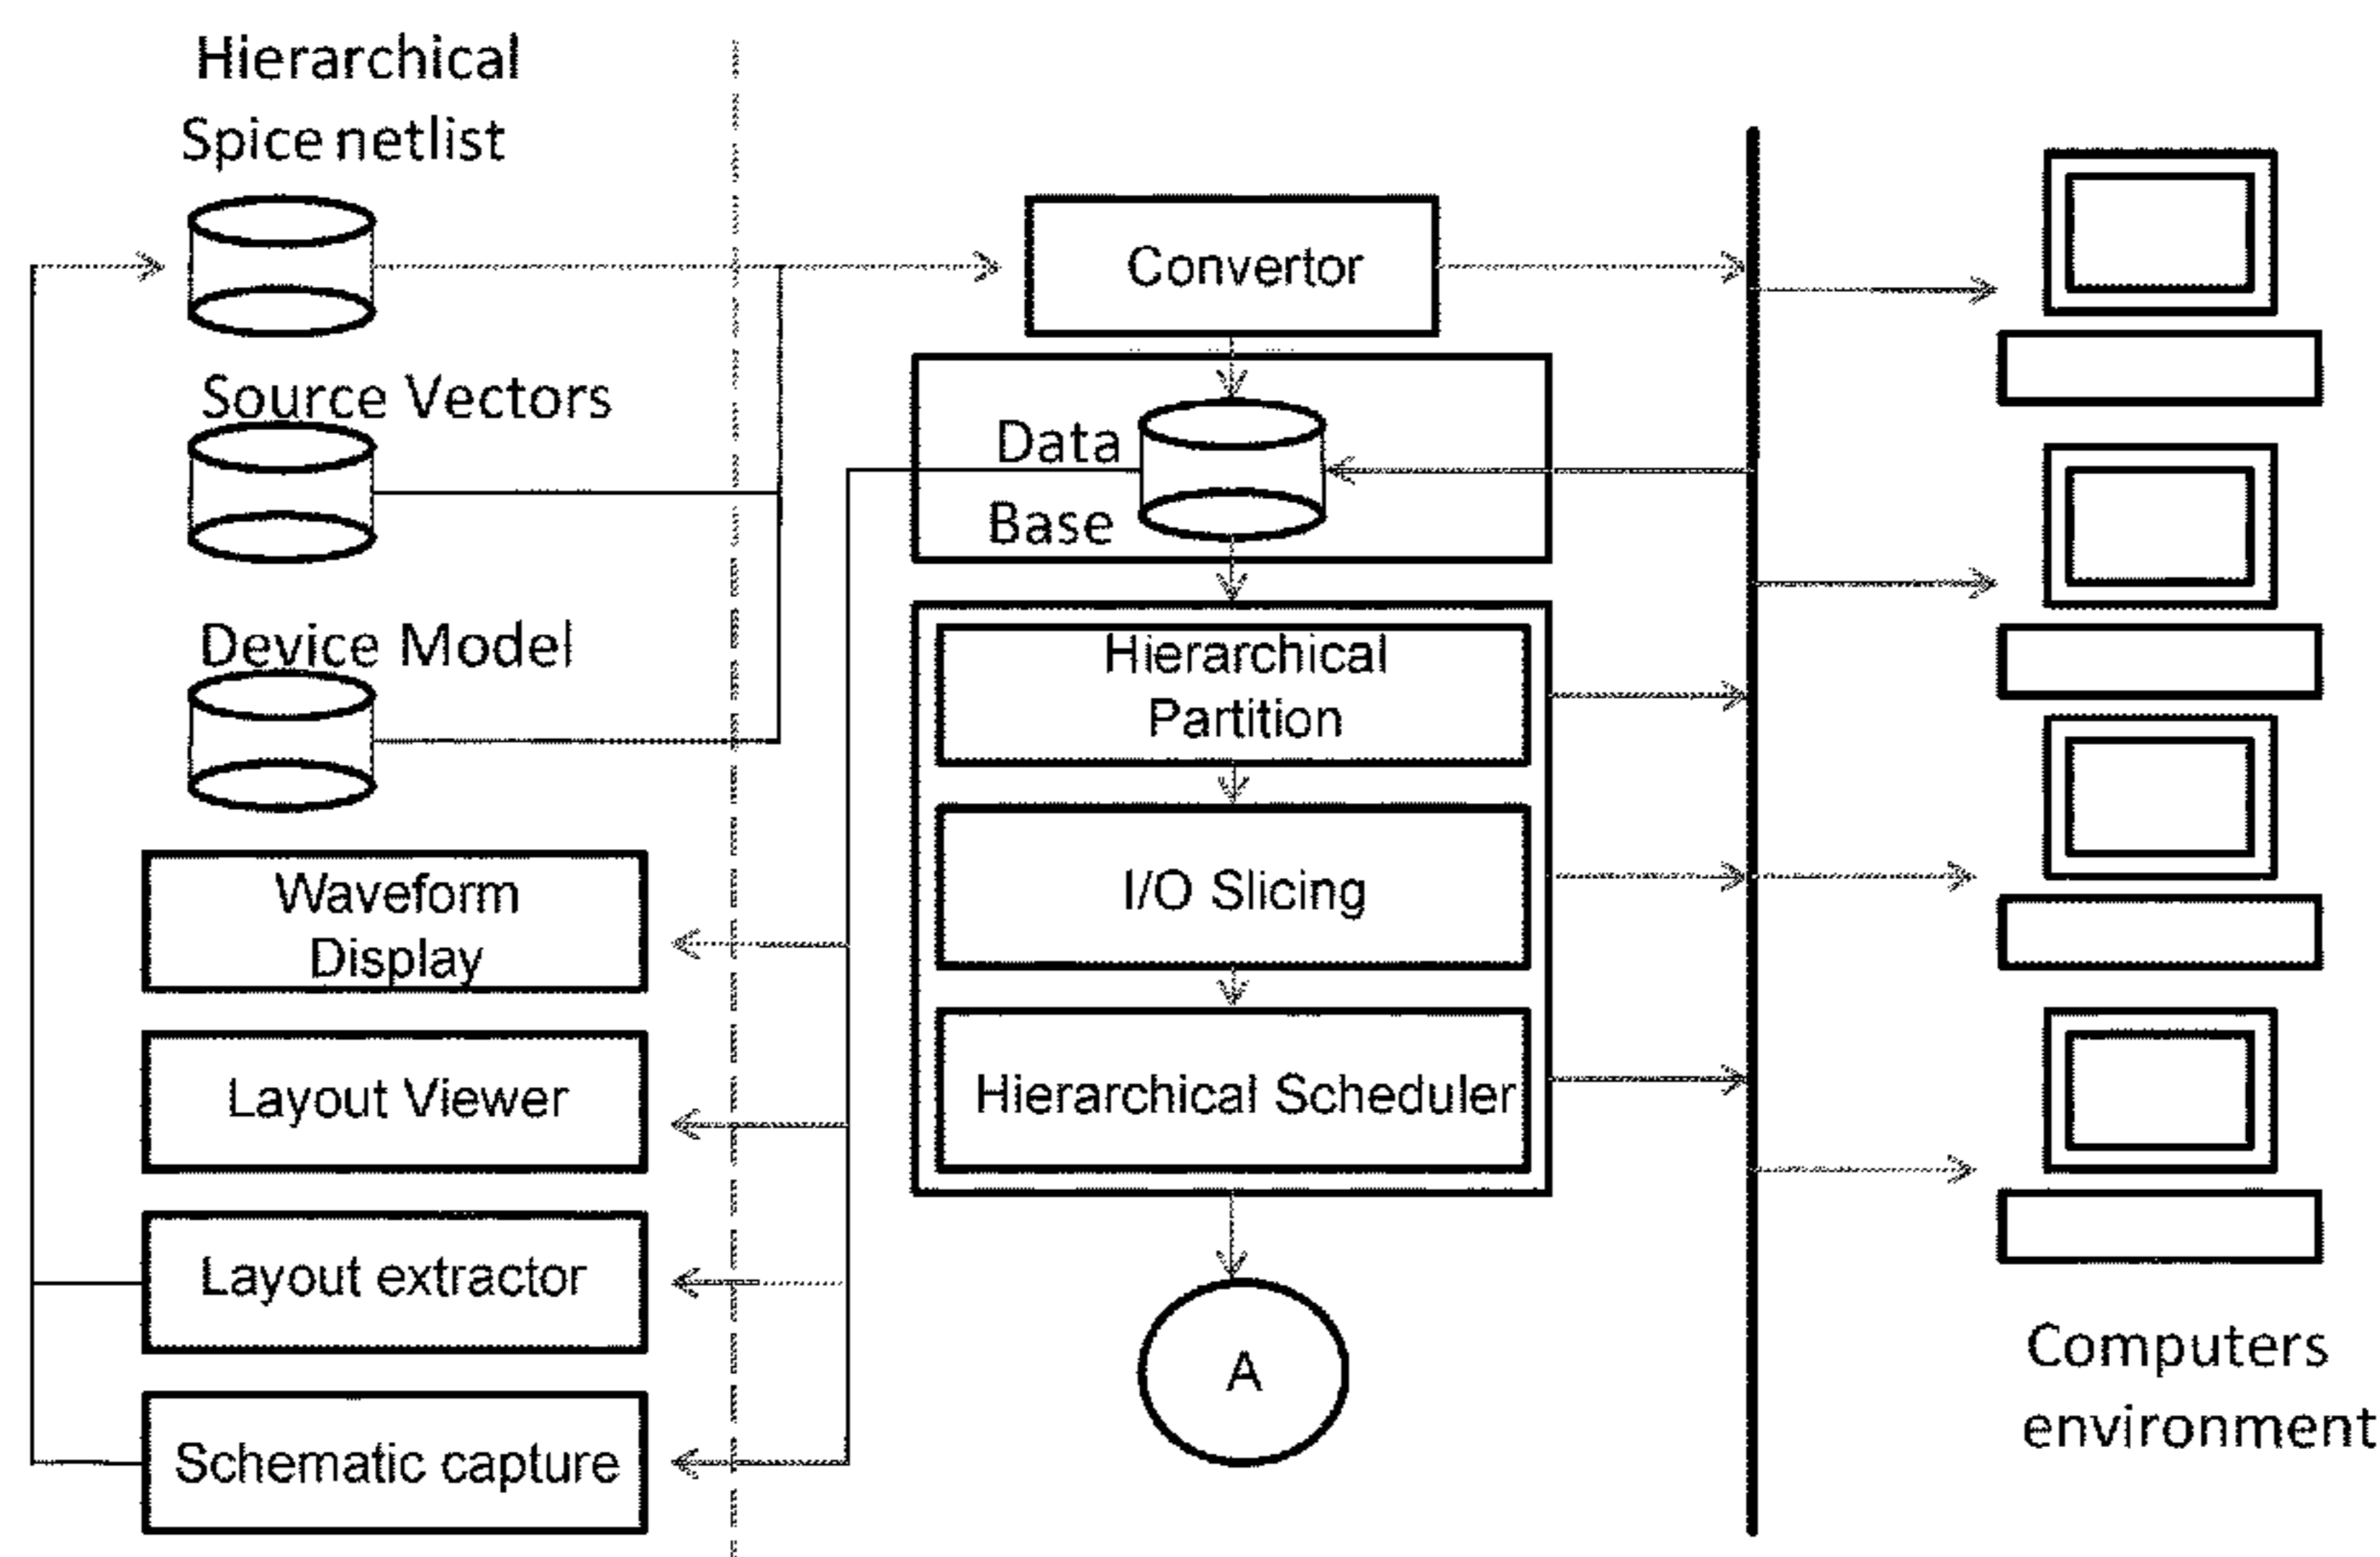 Hierarchical
Spice netlist
Source Vectors
Device Model
Waveform
Display
Layout Viewer
Layout extractor
Schematic capture
Convertor
Data
Base
Hierarchical
Partition
I/O Slicing
Hierarchical Scheduler
A
Computers
environment